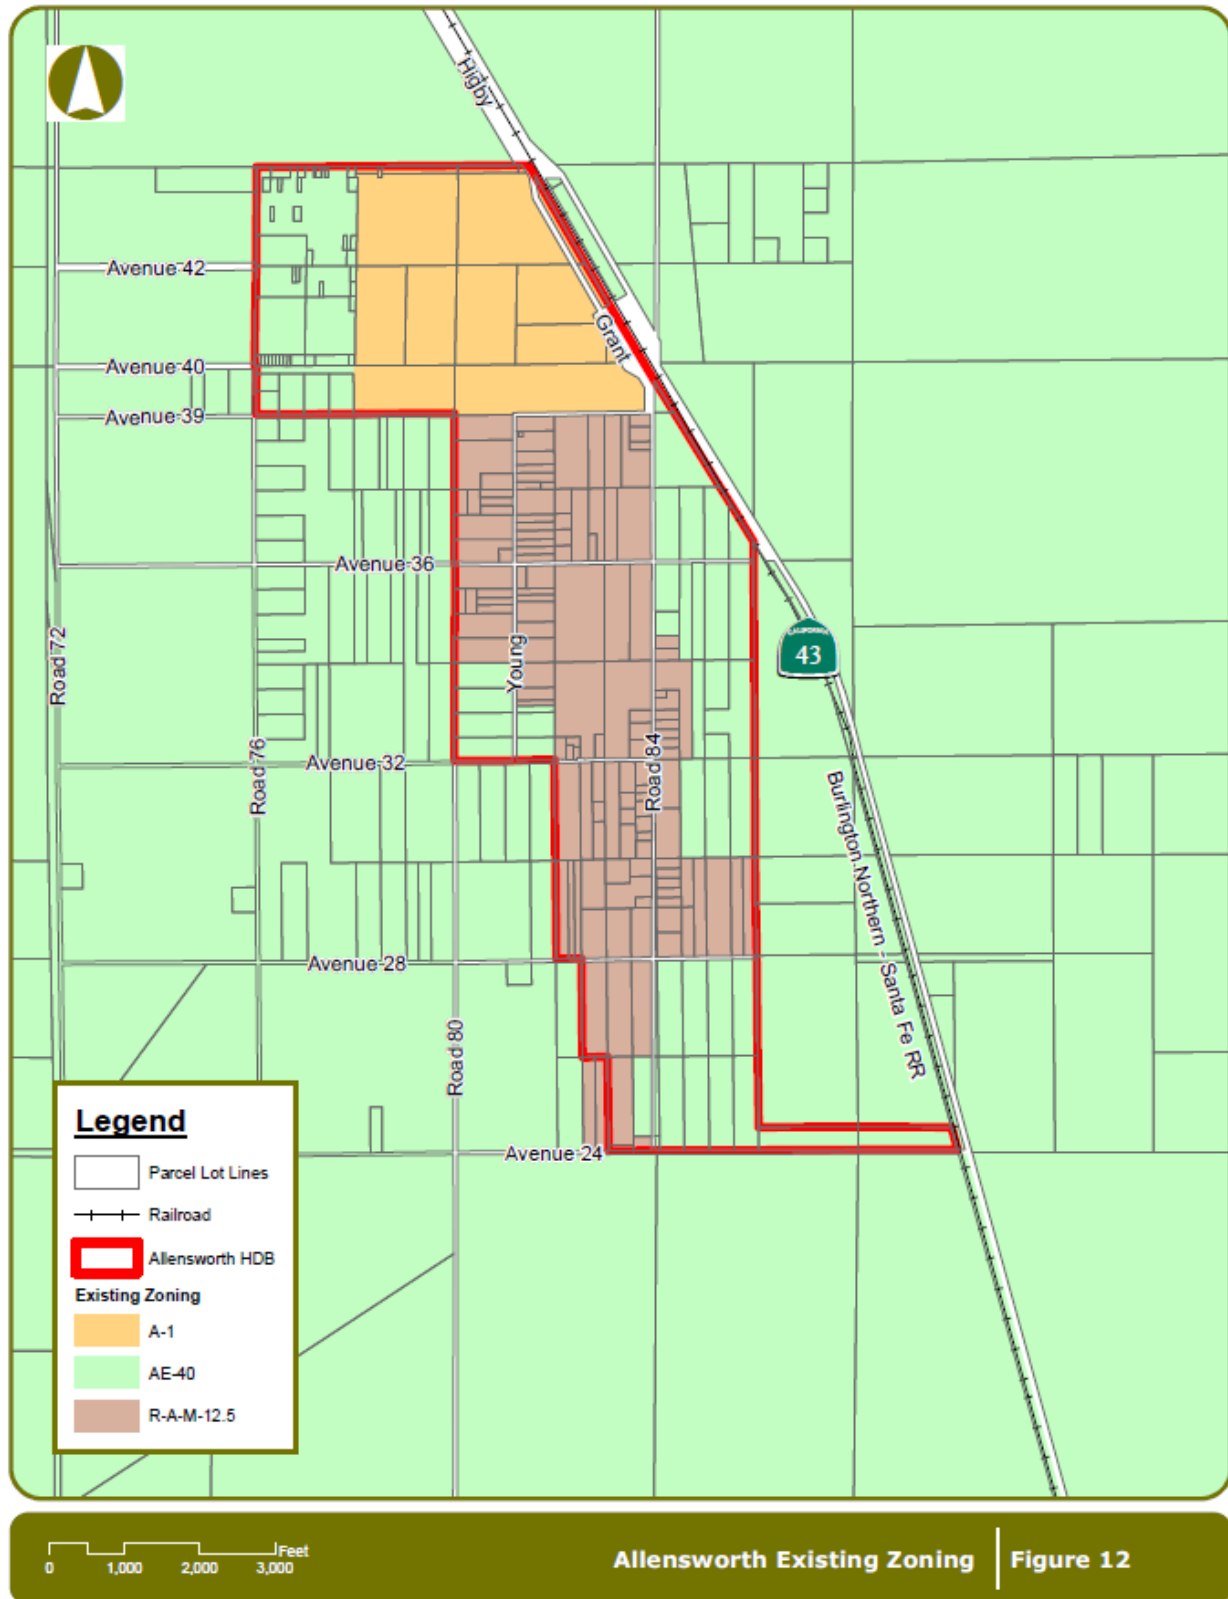 Higby
Avenue 42
Grant
Avenue 40
Avenue 39
Avenue 36
CALIFORNIA
43
Young
Road 72
Road 76
Avenue 32
Road 84
Burlington Northern - Santa Fe RR
Avenue 28
Road 80
Avenue 24
Legend
Parcel Lot Lines
Railroad
Allensworth HDB
Existing Zoning
A-1
AE-40
R-A-M-12.5
Feet
0 1,000 2,000 3,000
Allensworth Existing Zoning
Figure 12